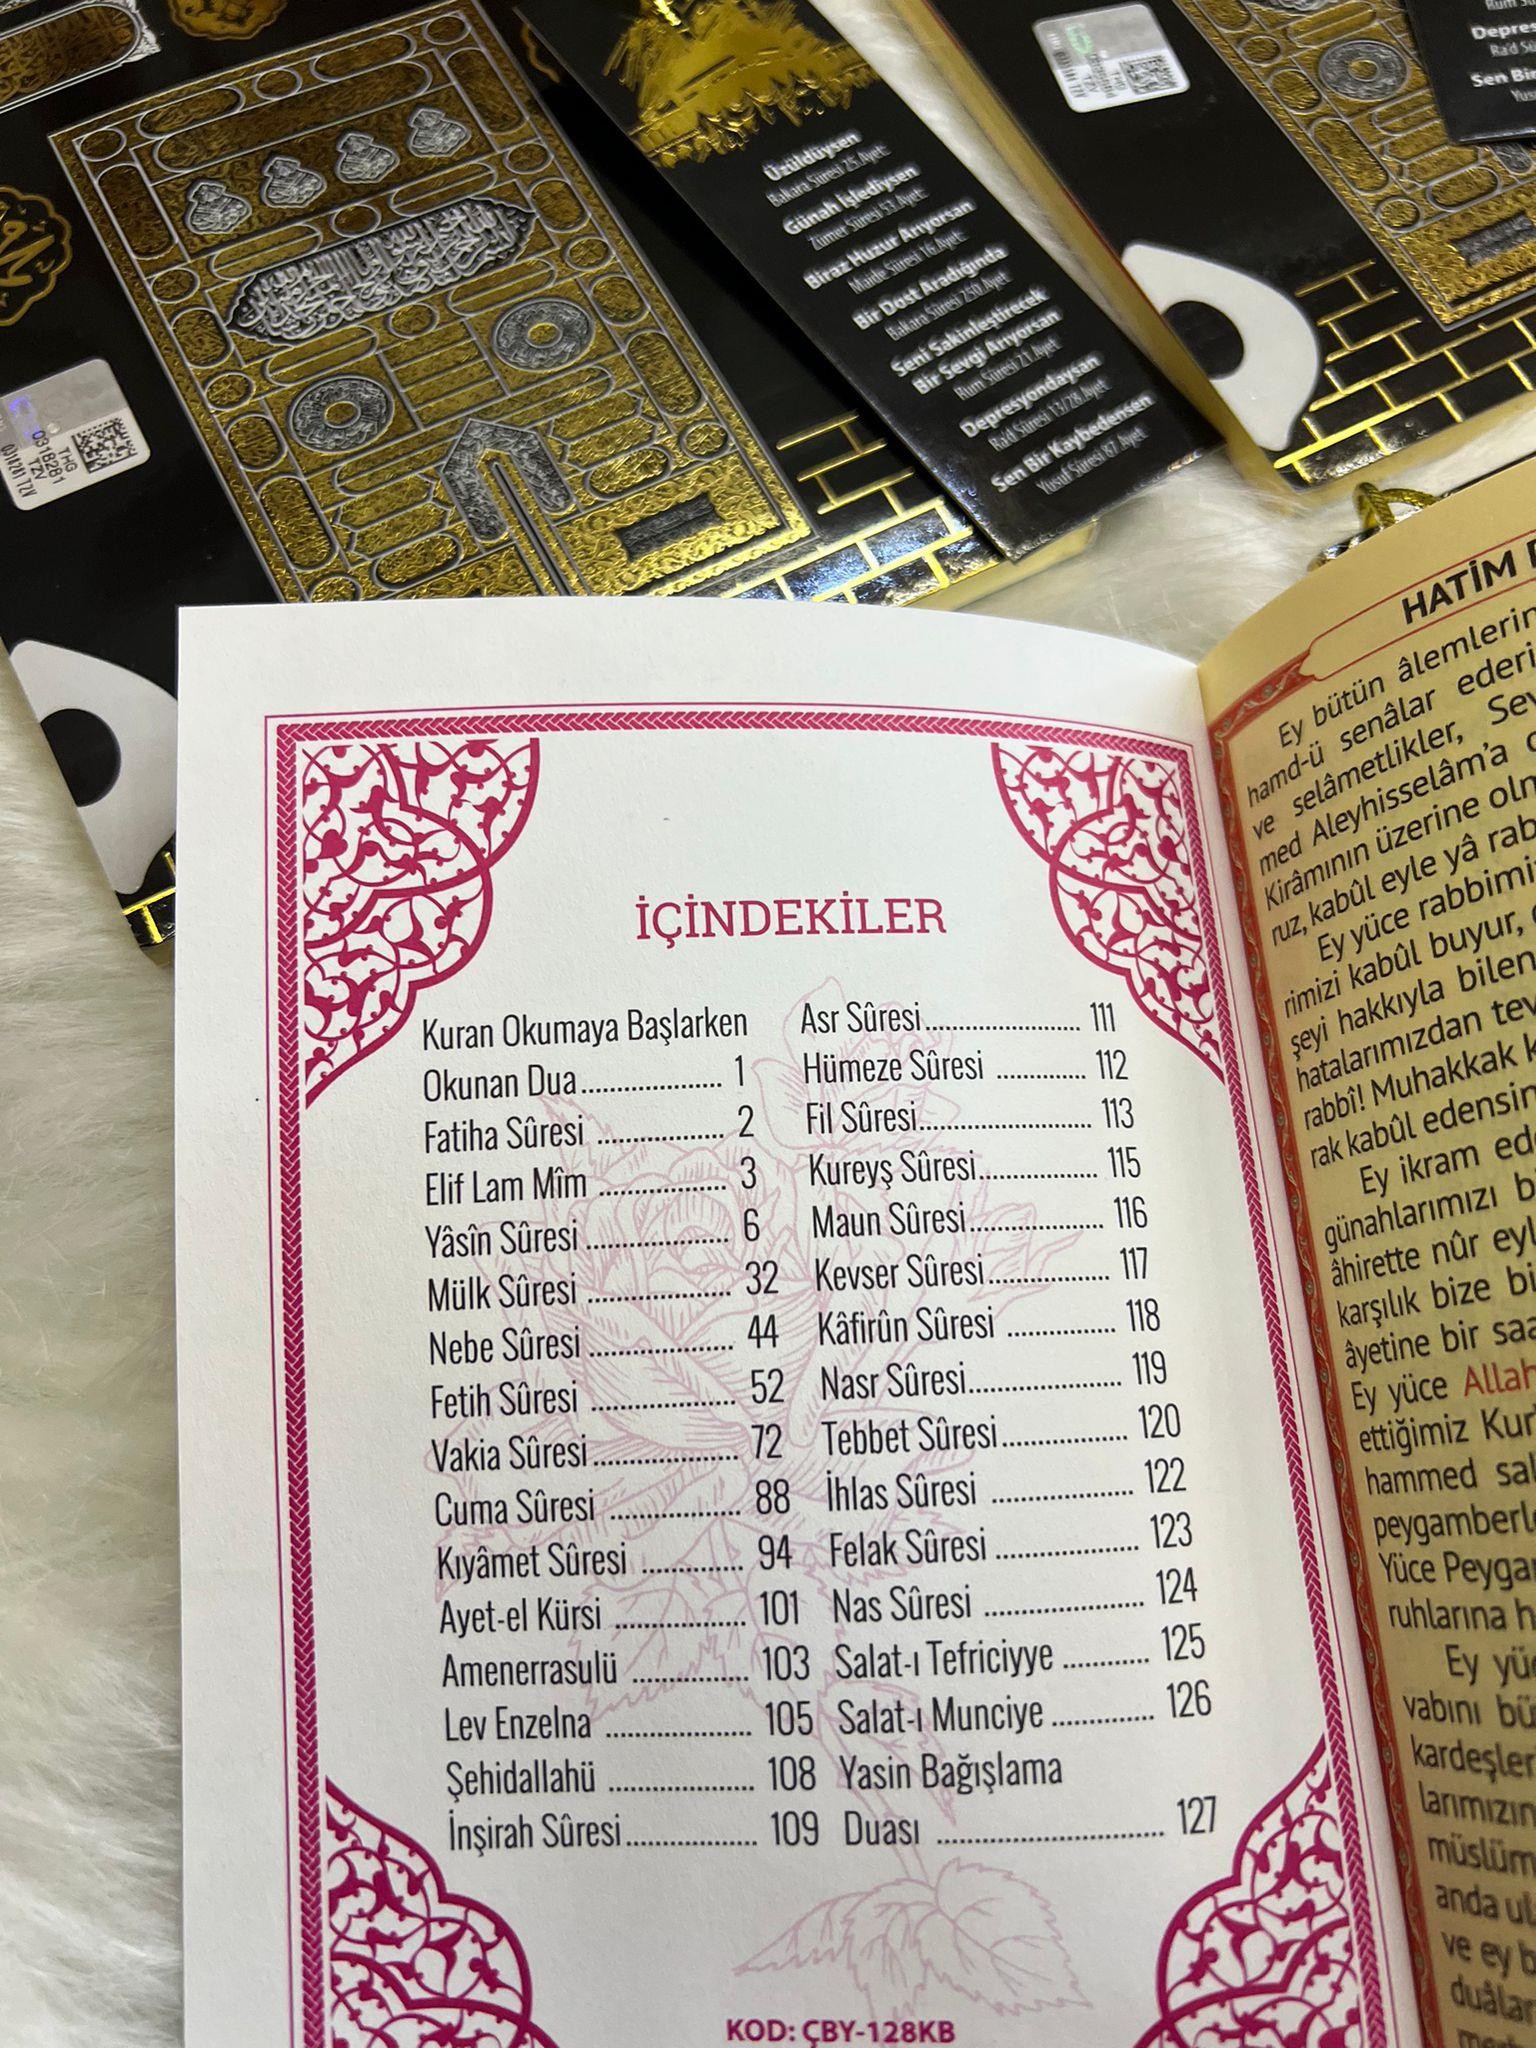 Üzüldüysen
Bakara Sûresi 25. Ayet
Günah İşlediysen
Zümer Sûresi 53. Ayet
Biraz Huzur Arıyorsan
Maide Sûresi 16. Ayet
Bir Dost Aradığında
Bakara Sûresi 250. Ayet
Seni Sakinleştirecek
Bir Sevgi Arıyorsan
Rum Sûresi 21. Ayet
Depresyondaysan
Rad Sûresi 13/28. Ayet
Sen Bir Kaybedensen
Yusuf Sûresi 87. Ayet
Sen Bir
THG
031B281
TZV
İÇİNDEKİLER
Kuran Okumaya Başlarken
Okunan Dua 1
Fatiha Sûresi 2
Elif Lam Mîm 3
Yâsîn Sûresi 6
Mülk Sûresi 32
Nebe Sûresi 44
Fetih Sûresi 52
Vakia Sûresi 72
Cuma Sûresi 88
Kıyâmet Sûresi 94
Ayet-el Kürsi 101
Amenerrasulü 103
Lev Enzelna 105
Şehidallahü 108
İnşirah Sûresi 109
Asr Sûresi 111
Hümeze Sûresi 112
Fil Sûresi 113
Kureyş Sûresi 115
Maun Sûresi 116
Kevser Sûresi 117
Kâfirûn Sûresi 118
Nasr Sûresi 119
Tebbet Sûresi 120
İhlas Sûresi 122
Felak Sûresi 123
Nas Sûresi 124
Salat-ı Tefriciyye 125
Salat-ı Munciye 126
Yasin Bağışlama
Duası 127
KOD: ÇBY-128KB
HATİM
Ey bütün âlemlerin
hamd-ü senâlar
ve selâmetlikler,
med Aleyhisselâm'a
Kirâmının üzerine
ruz, kabûl eyle yâ
Ey yüce rabbimi
rimizi kabûl buyur,
şeyi hakkıyla bilen
hatalarımızdan
rabbî! Muhakkak
rak kabûl edensin
Ey ikram
günahlarımızı
âhirette nûr
karşılık bize
âyetine bir
Ey yüce Allah
ettiğimiz
hammed
peygamberle
Yüce
ruhlarına
Ey
vabını
kardeşler
larımızın
müslüm
anda
ve ey
duâlar